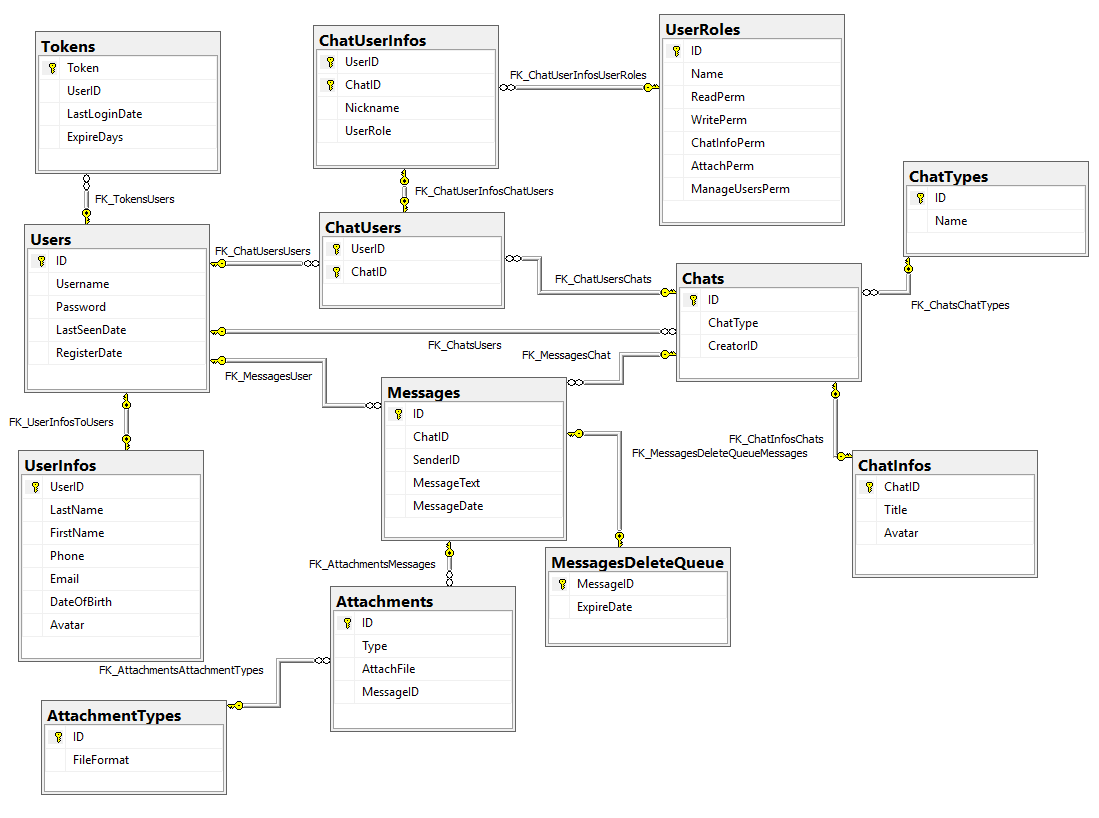 Tokens
Token
UserID
LastLoginDate
ExpireDays
ChatUserInfos
UserID
ChatID
Nickname
UserRole
FK_ChatUserInfosUserRoles
UserRoles
ID
Name
ReadPerm
WritePerm
ChatInfoPerm
AttachPerm
ManageUsersPerm
FK_TokensUsers
FK_ChatUserInfosChatUsers
ChatTypes
ID
Name
Users
ID
Username
Password
LastSeenDate
RegisterDate
FK_ChatUsersUsers
ChatUsers
UserID
ChatID
FK_ChatUsersChats
Chats
ID
ChatType
CreatorID
FK_ChatsChatTypes
FK_ChatsUsers
FK_MessagesChat
FK_MessagesUser
Messages
ID
ChatID
SenderID
MessageText
MessageDate
FK_UserInfosToUsers
FK_ChatInfosChats
FK_MessagesDeleteQueueMessages
UserInfos
UserID
LastName
FirstName
Phone
Email
DateOfBirth
Avatar
ChatInfos
ChatID
Title
Avatar
FK_AttachmentsMessages
MessagesDeleteQueue
MessageID
ExpireDate
Attachments
ID
Type
AttachFile
MessageID
FK_AttachmentsAttachmentTypes
AttachmentTypes
ID
FileFormat